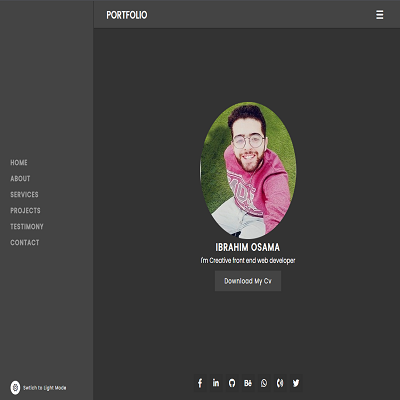 PORTFOLIO
HOME
ABOUT
SERVICES
PROJECTS
TESTIMONY
CONTACT
IBRAHIM OSAMA
I'm Creative front end web developer
Download My Cv
Switch to Light Mode